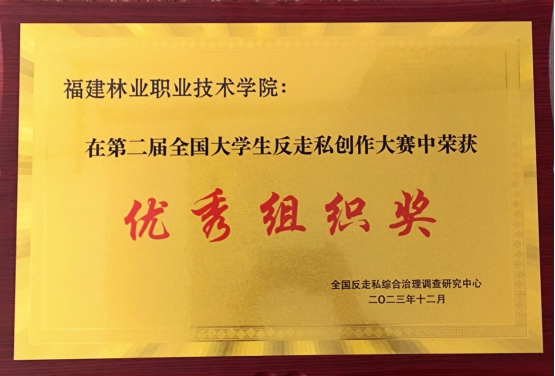 福建林业职业技术学院：
在第二届全国大学生反走私创作大赛中荣获
优秀组织奖
全国反走私综合治理调查研究中心
二〇二三年十二月